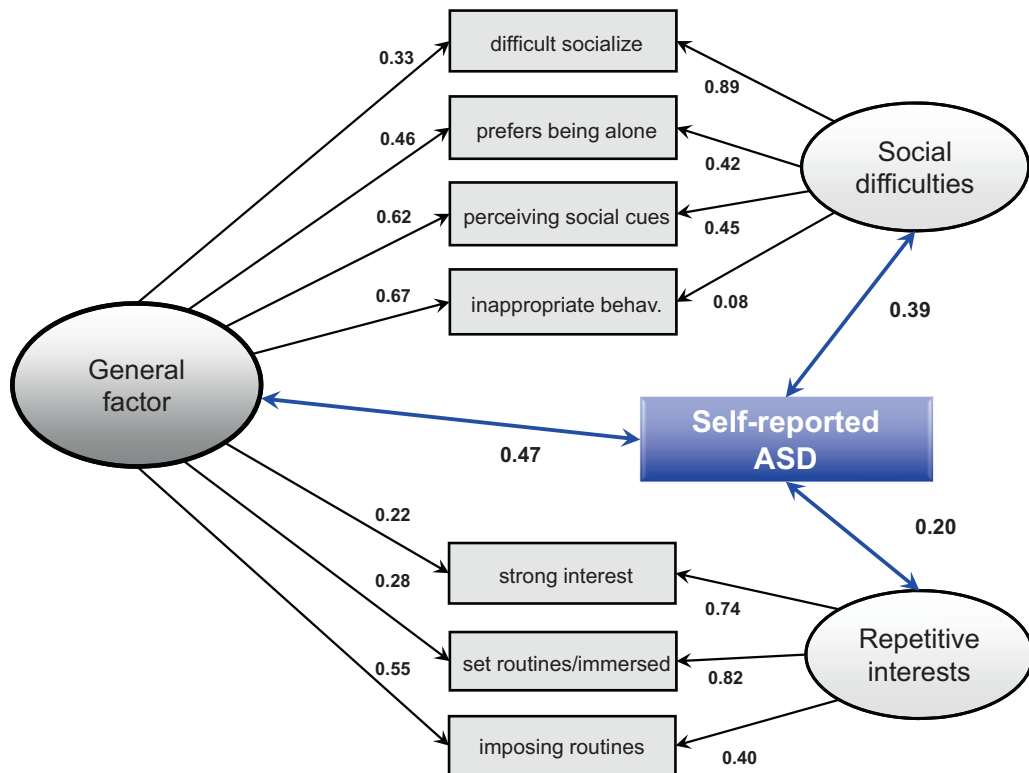 difficult socialize
0.33
0.89
prefers being alone
0.46
0.42
Social
difficulties
perceiving social cues
0.62
0.45
inappropriate behav.
0.67
0.08
0.39
General
factor
Self-reported
ASD
0.47
0.22
0.20
strong interest
0.28
0.74
Repetitive
interests
set routines/immersed
0.55
0.82
imposing routines
0.40